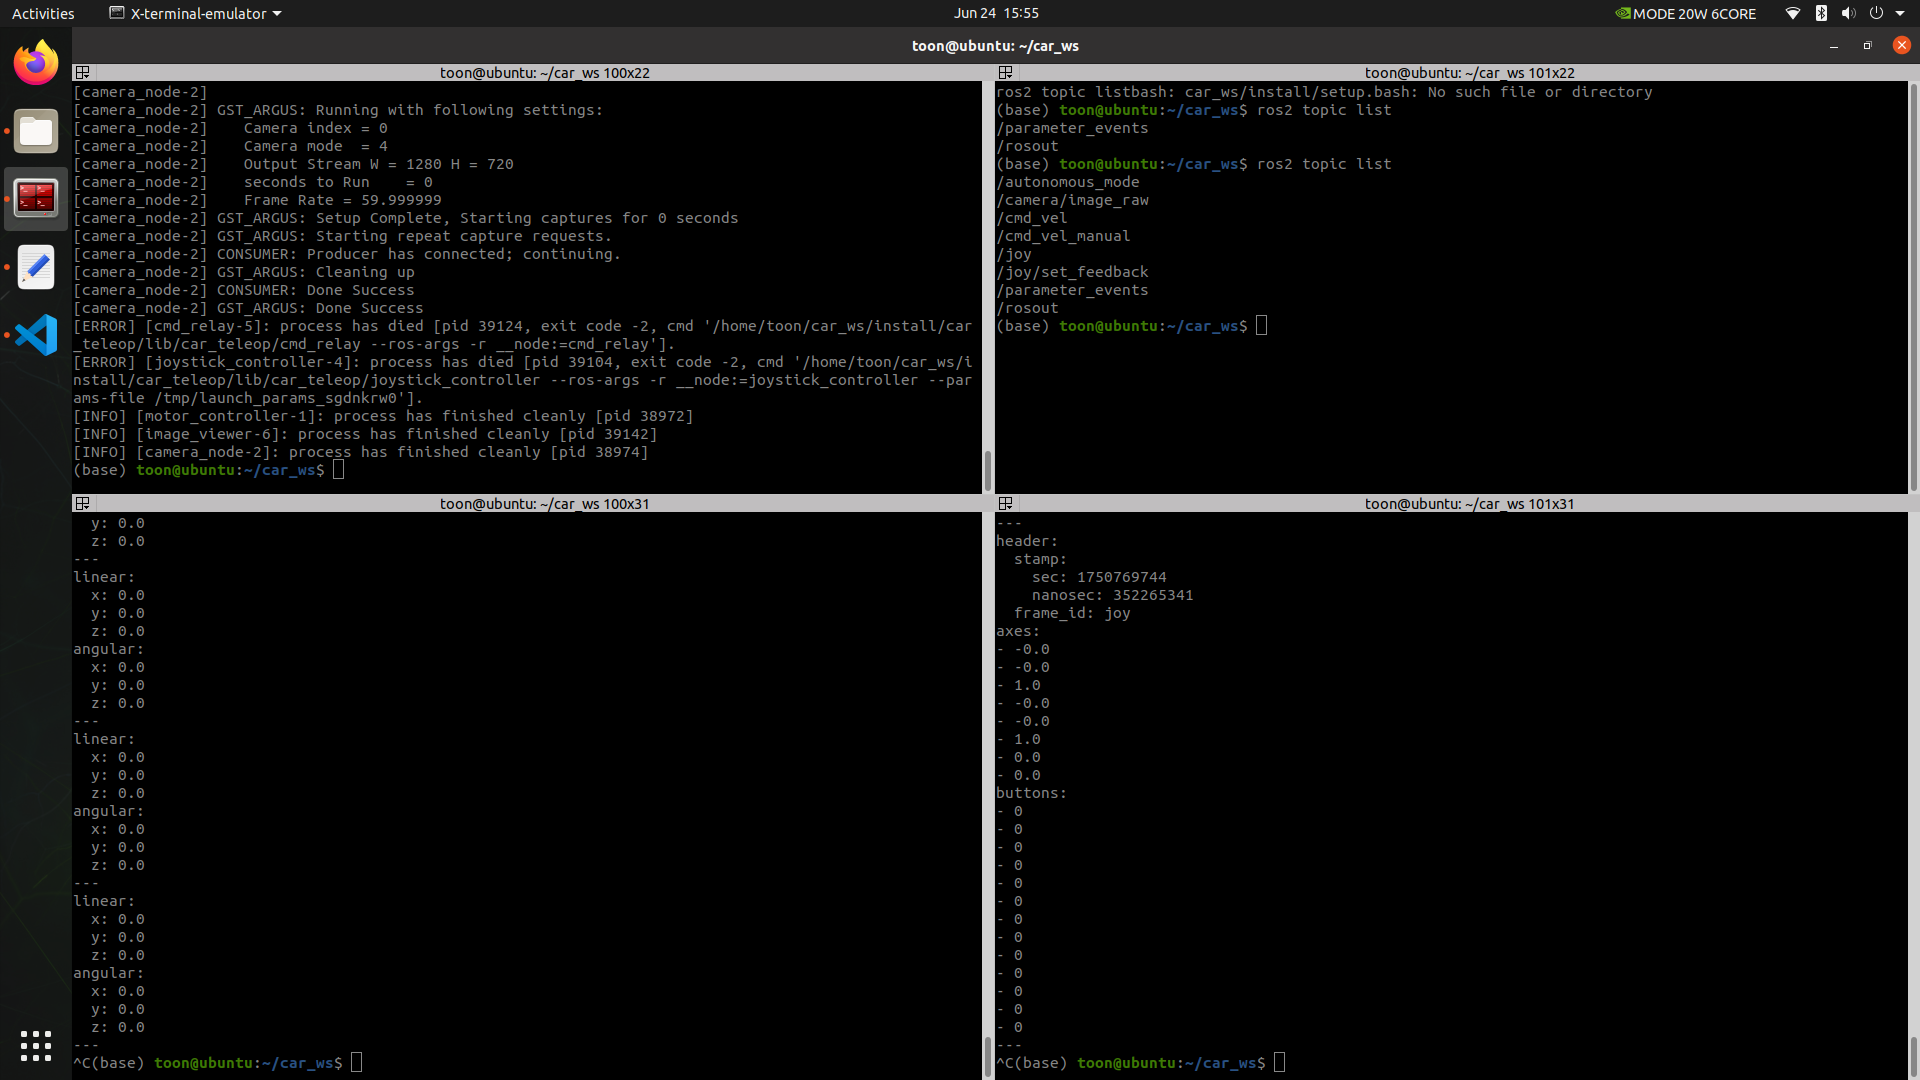 Activities
X-terminal-emulator
Jun 24 15:55
MODE 20W 6CORE
toon@ubuntu: ~/car_ws
toon@ubuntu: ~/car_ws 100x22
[camera_node-2]
[camera_node-2] GST_ARGUS: Running with following settings:
[camera_node-2]    Camera index = 0
[camera_node-2]    Camera mode  = 4
[camera_node-2]    Output Stream W = 1280 H = 720
[camera_node-2]    seconds to Run    = 0
[camera_node-2]    Frame Rate = 59.999999
[camera_node-2] GST_ARGUS: Setup Complete, Starting captures for 0 seconds
[camera_node-2] GST_ARGUS: Starting repeat capture requests.
[camera_node-2] CONSUMER: Producer has connected; continuing.
[camera_node-2] GST_ARGUS: Cleaning up
[camera_node-2] CONSUMER: Done Success
[camera_node-2] GST_ARGUS: Done Success
[ERROR] [cmd_relay-5]: process has died [pid 39124, exit code -2, cmd '/home/toon/car_ws/install/car
_teleop/lib/car_teleop/cmd_relay --ros-args -r __node:=cmd_relay'].
[ERROR] [joystick_controller-4]: process has died [pid 39104, exit code -2, cmd '/home/toon/car_ws/i
nstall/car_teleop/lib/car_teleop/joystick_controller --ros-args -r __node:=joystick_controller --par
ams-file /tmp/launch_params_sgdnkrw0'].
[INFO] [motor_controller-1]: process has finished cleanly [pid 38972]
[INFO] [image_viewer-6]: process has finished cleanly [pid 39142]
[INFO] [camera_node-2]: process has finished cleanly [pid 38974]
(base) toon@ubuntu:~/car_ws$
toon@ubuntu: ~/car_ws 101x22
ros2 topic listbash: car_ws/install/setup.bash: No such file or directory
(base) toon@ubuntu:~/car_ws$ ros2 topic list
/parameter_events
/rosout
(base) toon@ubuntu:~/car_ws$ ros2 topic list
/autonomous_mode
/camera/image_raw
/cmd_vel
/cmd_vel_manual
/joy
/joy/set_feedback
/parameter_events
/rosout
(base) toon@ubuntu:~/car_ws$
toon@ubuntu: ~/car_ws 100x31
  y: 0.0
  z: 0.0
---
linear:
  x: 0.0
  y: 0.0
  z: 0.0
angular:
  x: 0.0
  y: 0.0
  z: 0.0
---
linear:
  x: 0.0
  y: 0.0
  z: 0.0
angular:
  x: 0.0
  y: 0.0
  z: 0.0
---
linear:
  x: 0.0
  y: 0.0
  z: 0.0
angular:
  x: 0.0
  y: 0.0
  z: 0.0
---
^C(base) toon@ubuntu:~/car_ws$
toon@ubuntu: ~/car_ws 101x31
---
header:
  stamp:
    sec: 1750769744
    nanosec: 352265341
  frame_id: joy
axes:
- -0.0
- -0.0
- 1.0
- -0.0
- -0.0
- 1.0
- 0.0
- 0.0
buttons:
- 0
- 0
- 0
- 0
- 0
- 0
- 0
- 0
- 0
- 0
- 0
- 0
- 0
---
^C(base) toon@ubuntu:~/car_ws$